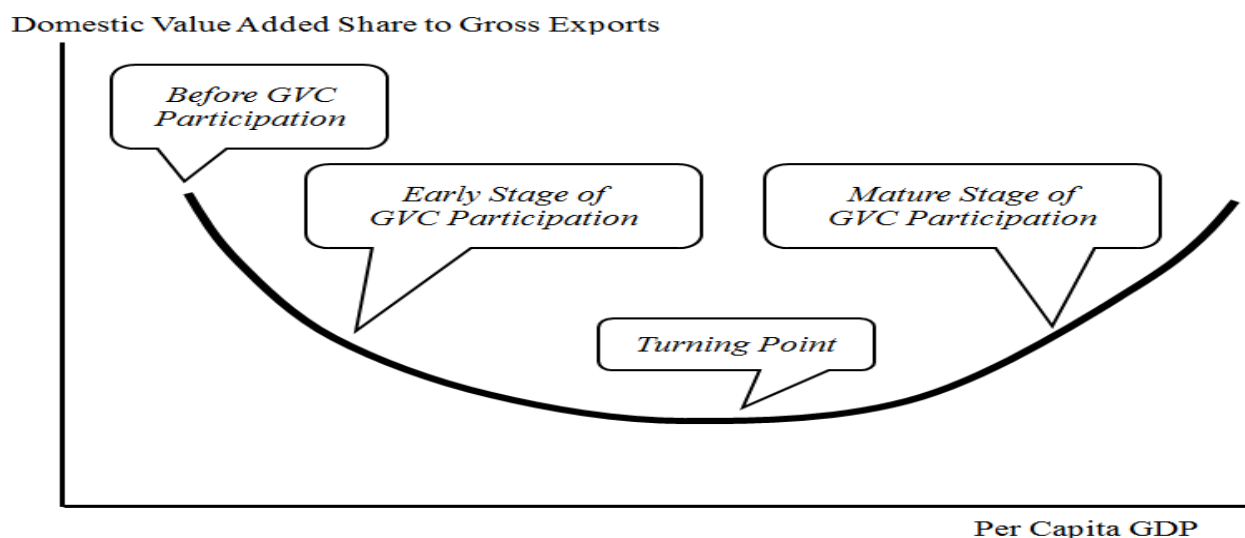 Domestic Value Added Share to Gross Exports
Before GVC
Participation
Early Stage of
GVC Participation
Mature Stage of
GVC Participation
Turning Point
Per Capita GDP